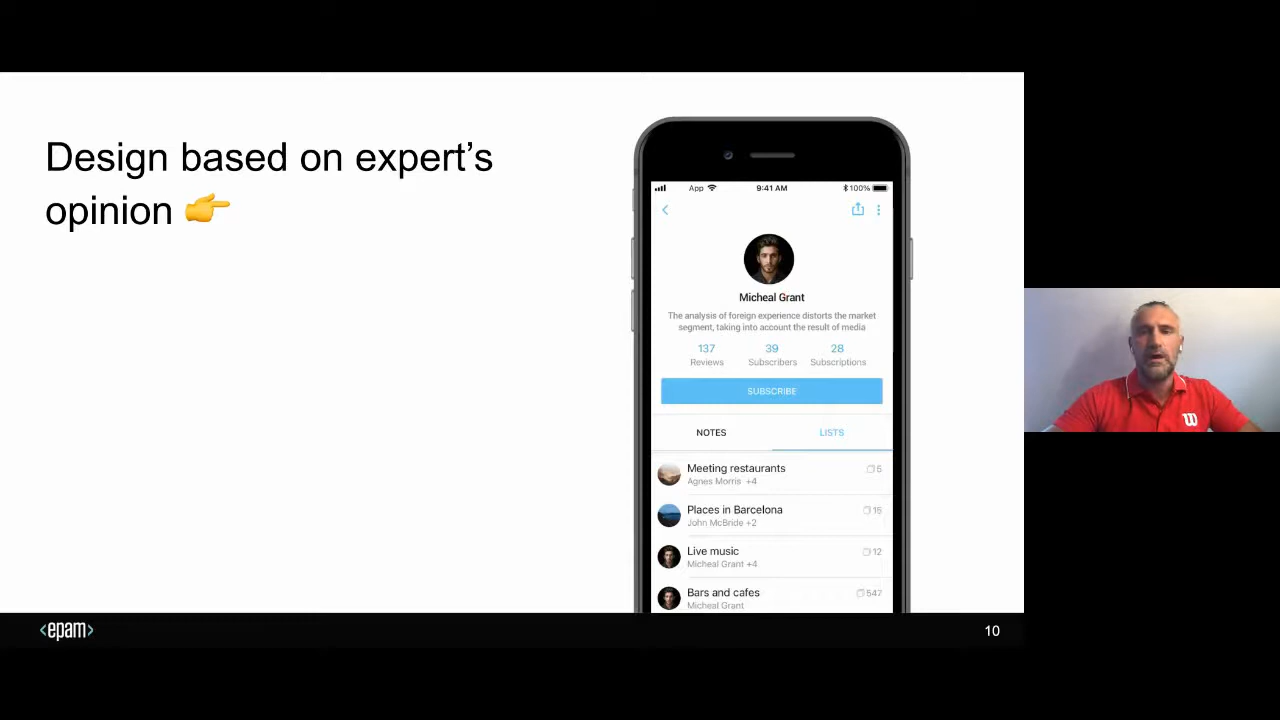 Design based on expert’s
opinion 👉
App 9:41 AM 100%
Micheal Grant
The analysis of foreign experience distorts the market
segment, taking into account the result of media
137 39 28
Reviews Subscribers Subscriptions
SUBSCRIBE
NOTES LISTS
Meeting restaurants 5
Agnes Morris +4
Places in Barcelona 15
John McBride +2
Live music 12
Micheal Grant +4
Bars and cafes 547
Micheal Grant
<epam> 10
W